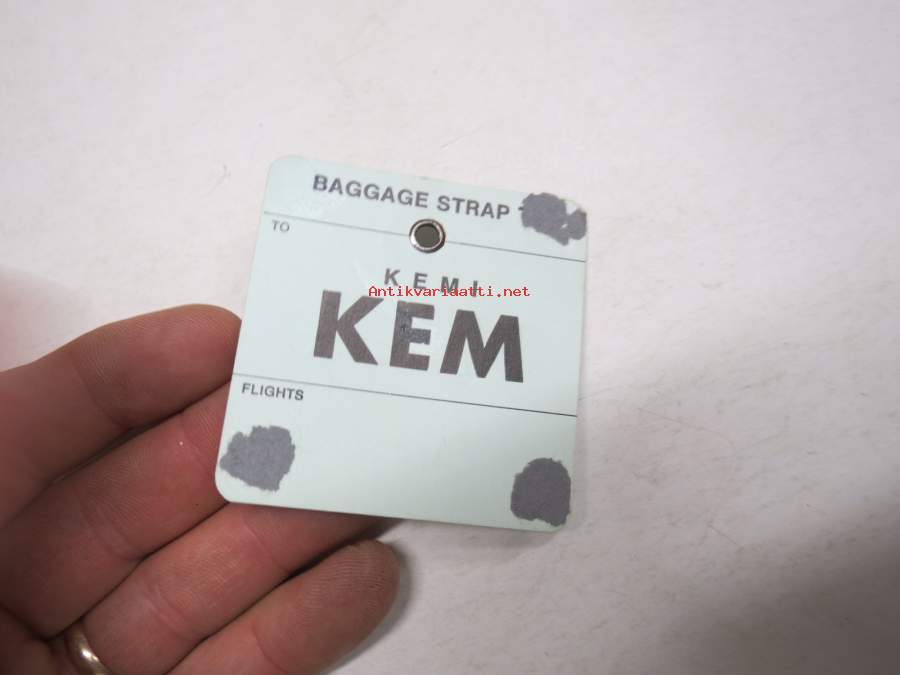 BAGGAGE STRAP
TO
KEMI
Antikvariaatti.net
KEM
FLIGHTS